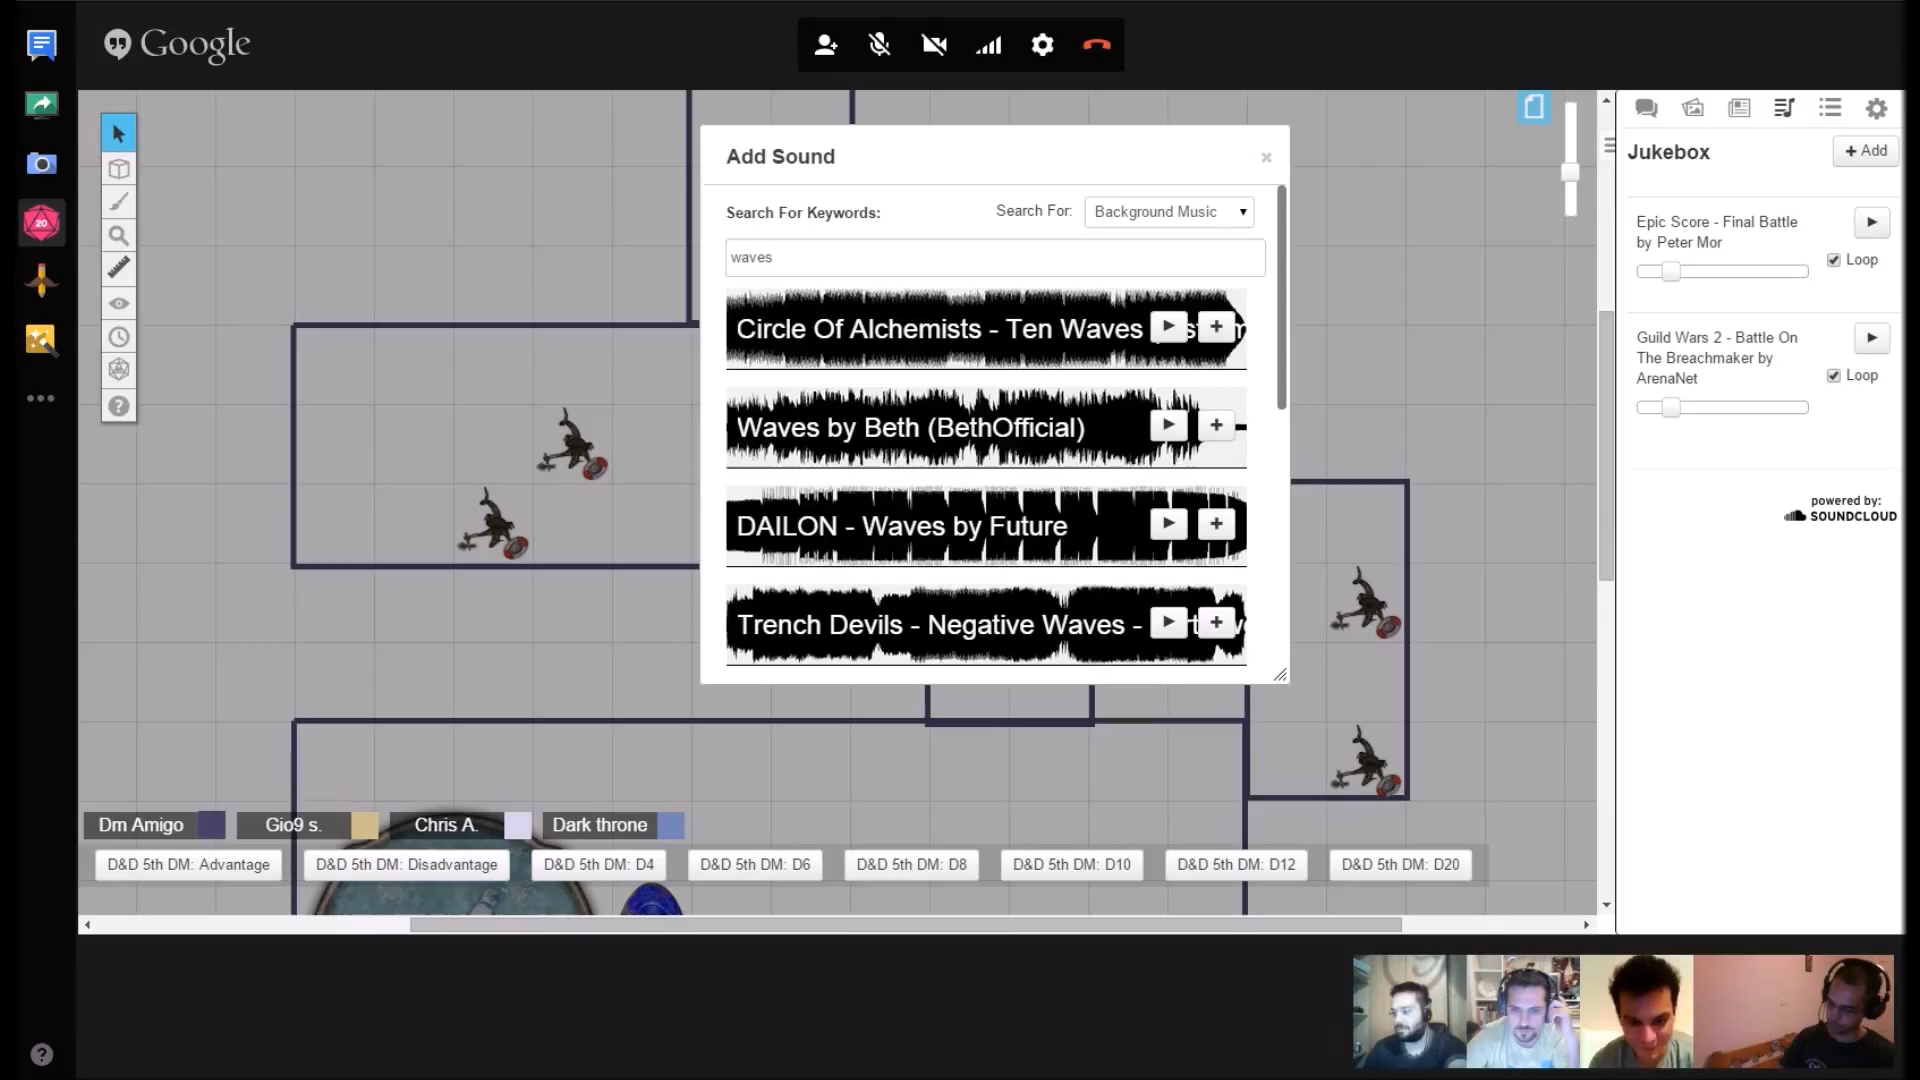 Google
20
Add Sound
Search For Keywords:
Search For:
Background Music
waves
Circle Of Alchemists - Ten Waves
Waves by Beth (BethOfficial)
DAILON - Waves by Future
Trench Devils - Negative Waves -
Jukebox
+ Add
Epic Score - Final Battle
by Peter Mor
Loop
Guild Wars 2 - Battle On
The Breachmaker by
ArenaNet
Loop
powered by:
SOUNDCLOUD
Dm Amigo
Gio9 s.
Chris A.
Dark throne
D&D 5th DM: Advantage
D&D 5th DM: Disadvantage
D&D 5th DM: D4
D&D 5th DM: D6
D&D 5th DM: D8
D&D 5th DM: D10
D&D 5th DM: D12
D&D 5th DM: D20